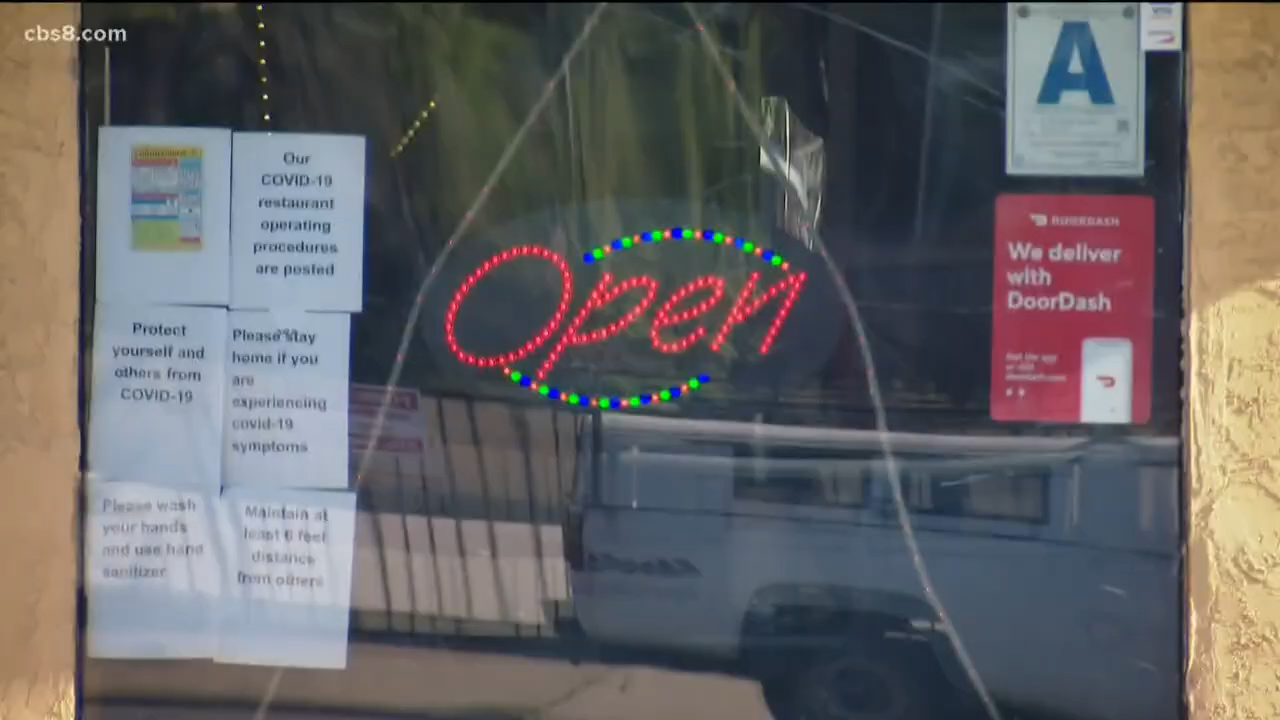 cbs8.com
Our
COVID-19
restaurant
operating
procedures
are posted
Protect
yourself and
others from
COVID-19
Please stay
home if you
are
experiencing
covid-19
symptoms
Please wash
your hands
and use hand
sanitizer
Maintain at
least 6 feet
distance
from others
Open
A
VISA
DOORDASH
We deliver
with
DoorDash